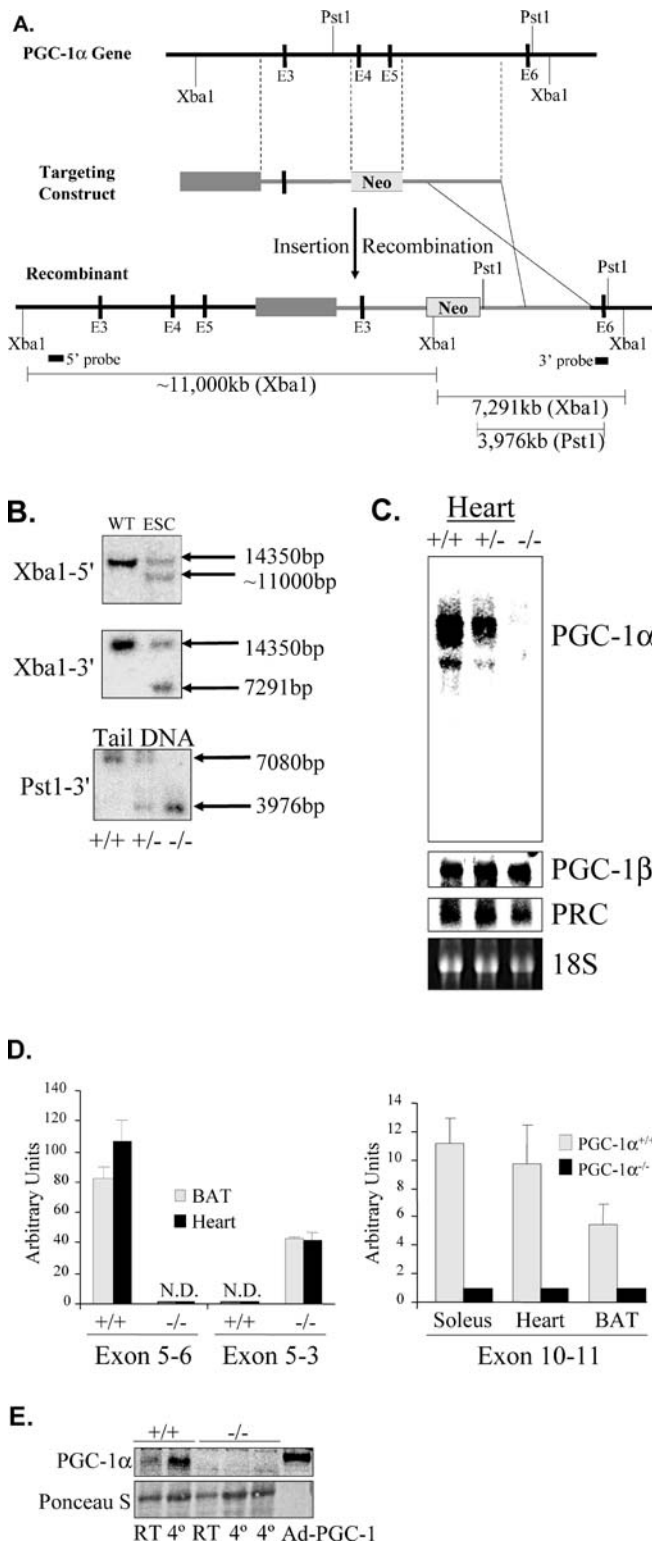 A.
Pst1 Pst1
PGC-1α Gene
E3 E4 E5 E6
Xba1 Xba1
Targeting
Construct
Neo
Insertion Recombination
Recombinant
Pst1 Pst1
Neo
E3 E4 E5 E3 E6
Xba1 Xba1 Xba1
5' probe 3' probe
~11,000kb (Xba1)
7,291kb (Xba1)
3,976kb (Pst1)
B.
WT ESC
Xba1-5'
14350bp
~11000bp
Xba1-3'
14350bp
7291bp
Tail DNA
Pst1-3'
7080bp
3976bp
+/+ +/- -/-
C.
Heart
+/+ +/- -/-
PGC-1α
PGC-1β
PRC
18S
D.
Arbitrary Units
140
120
100
80
60
40
20
0
BAT
Heart
N.D. N.D.
+/+ -/- +/+ -/-
Exon 5-6 Exon 5-3
Arbitrary Units
14
12
10
8
6
4
2
0
PGC-1α+/+
PGC-1α-/-
Soleus Heart BAT
Exon 10-11
E.
+/+ -/-
PGC-1α
Ponceau S
RT 4º RT 4º 4º Ad-PGC-1